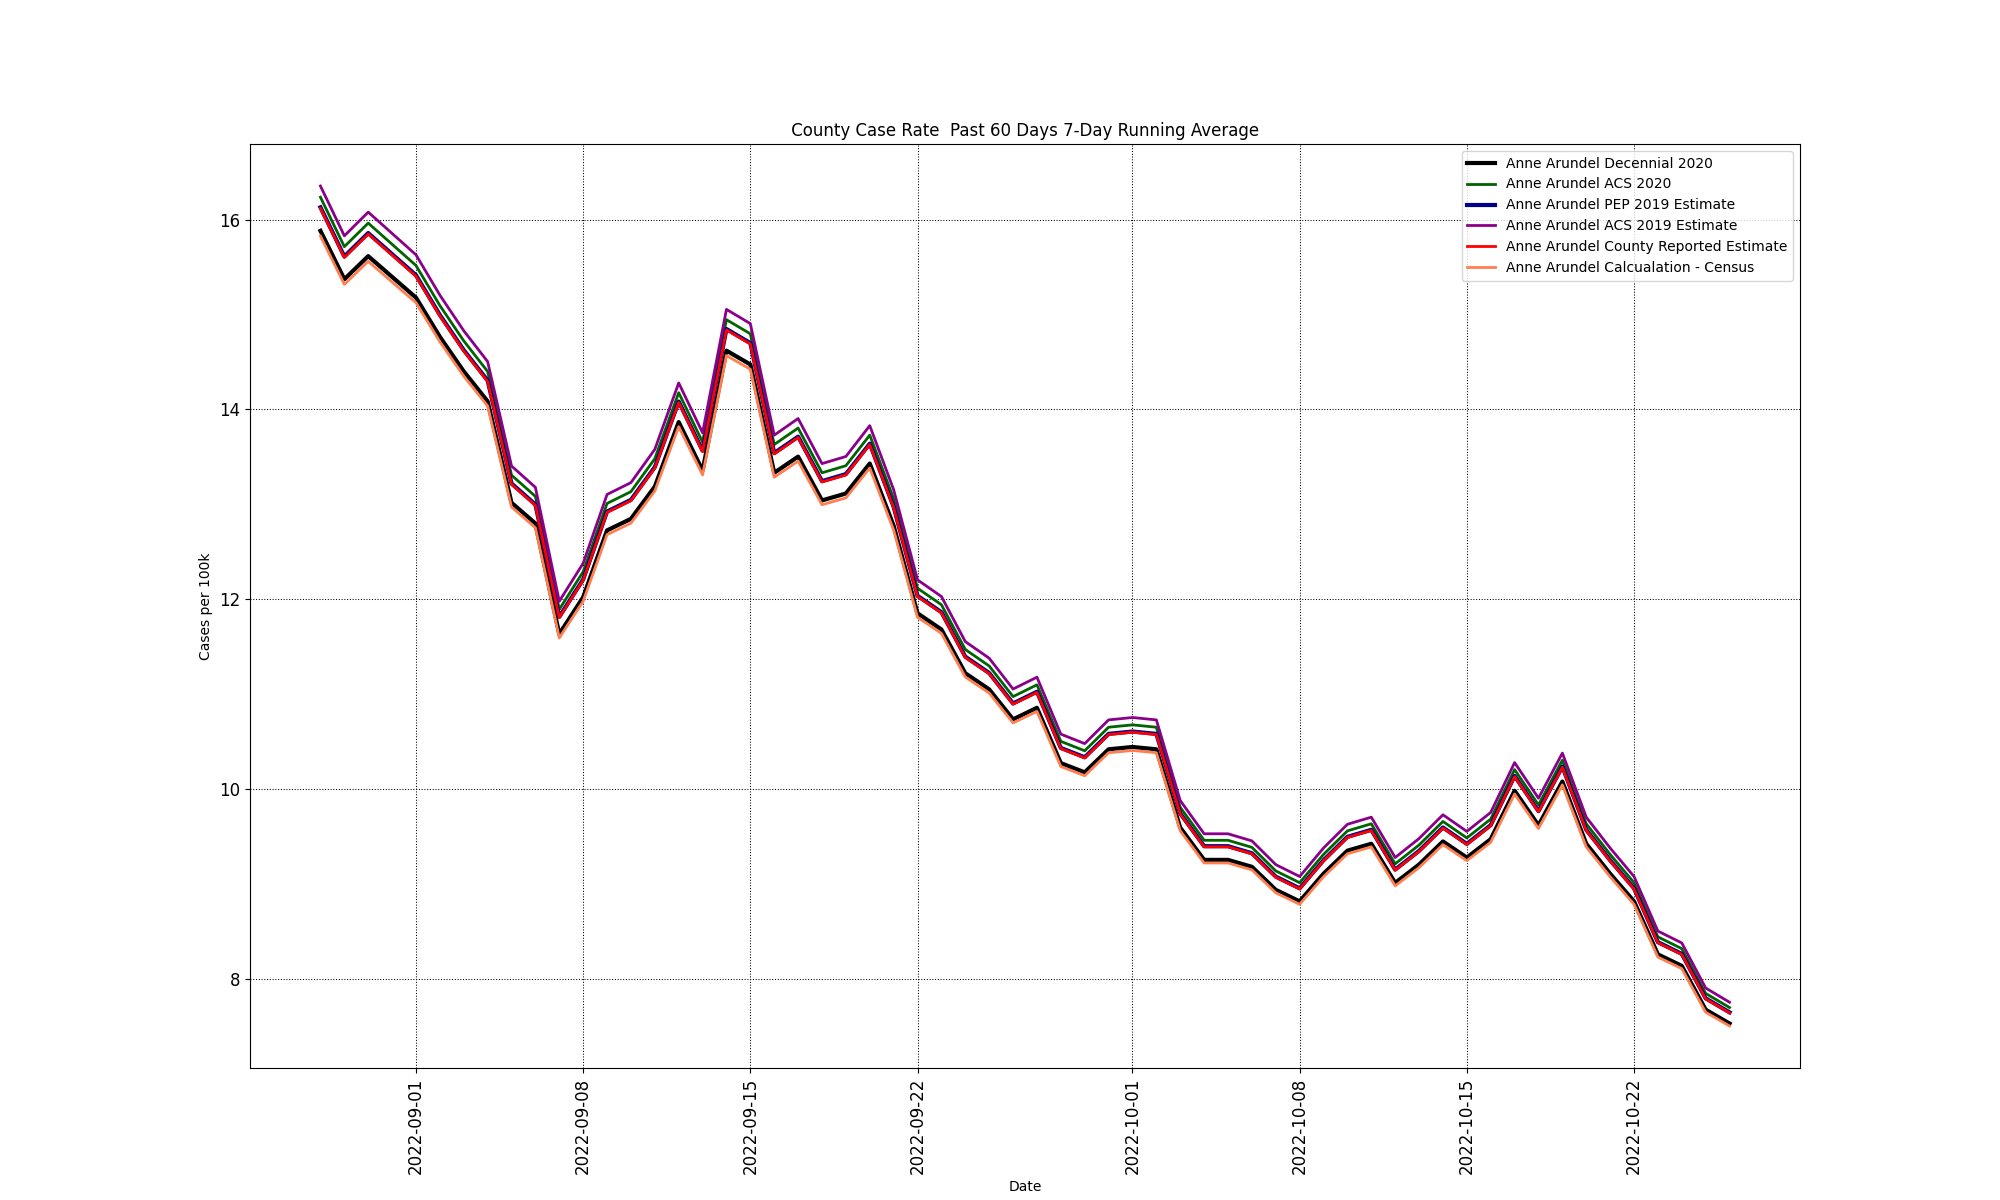 County Case Rate  Past 60 Days 7-Day Running Average
Anne Arundel Decennial 2020
Anne Arundel ACS 2020
Anne Arundel PEP 2019 Estimate
Anne Arundel ACS 2019 Estimate
Anne Arundel County Reported Estimate
Anne Arundel Calcualation - Census
Cases per 100k
16
14
12
10
8
2022-09-01
2022-09-08
2022-09-15
2022-09-22
2022-10-01
2022-10-08
2022-10-15
2022-10-22
Date